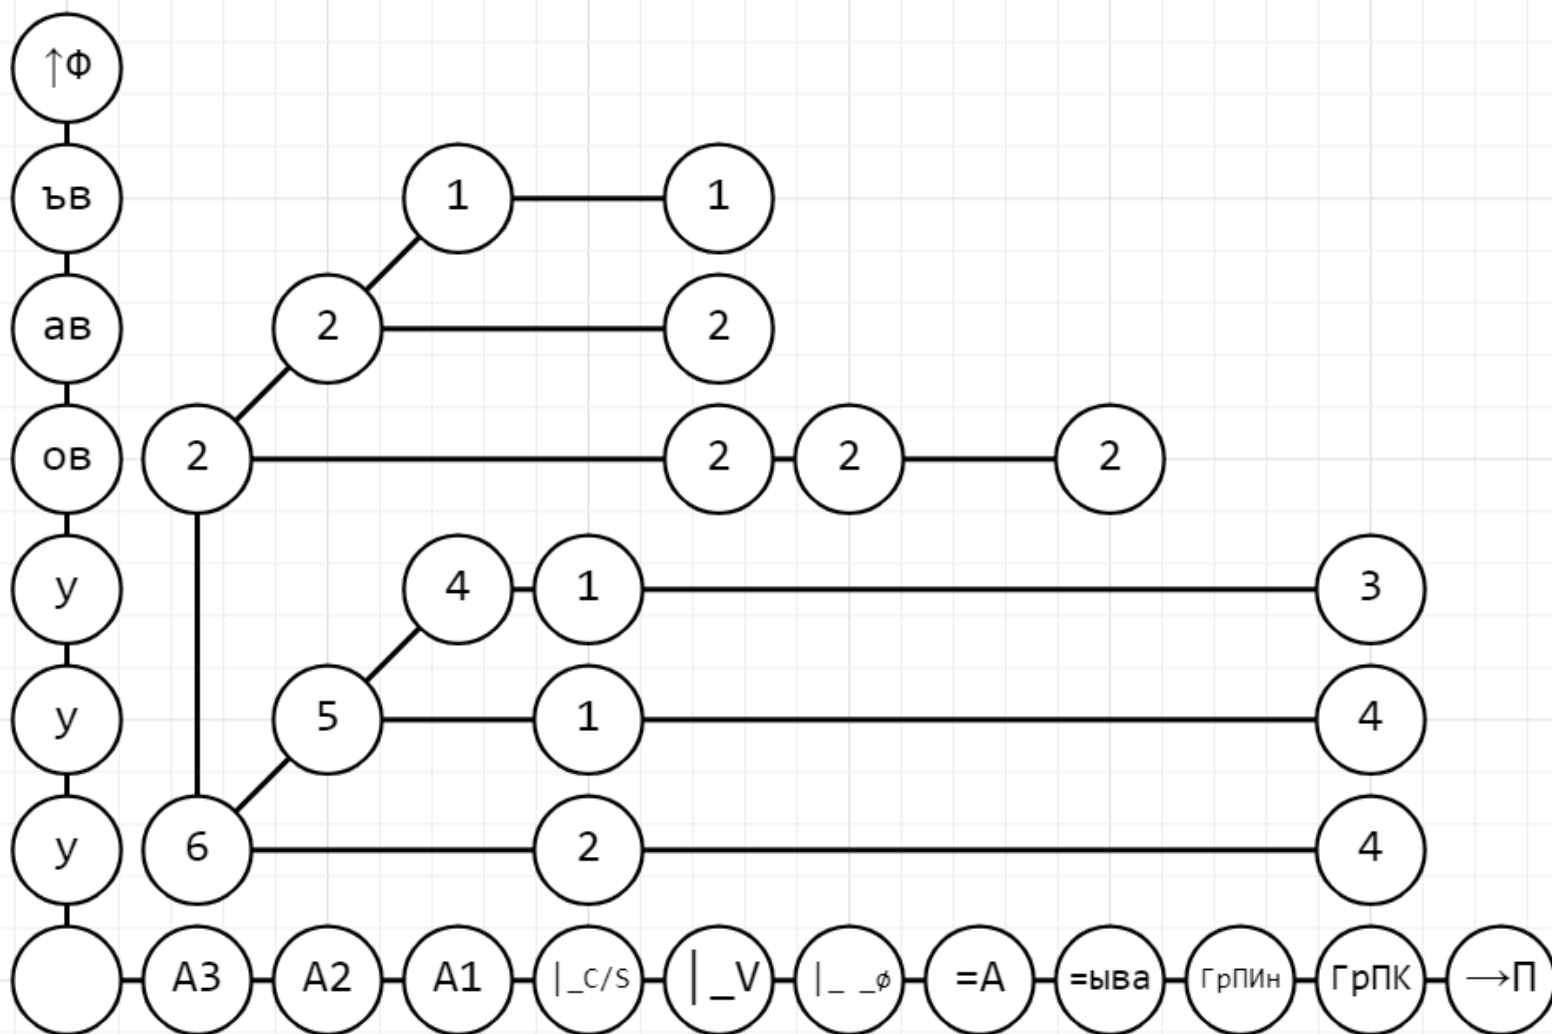 ↑Ф
ъв 1 1
ав 2 2
ов 2 2 2 2
у 4 1 3
у 5 1 4
у 6 2 4
А3 А2 А1 |_C/S |_V |_ _ø =А =ыва ГрПИн ГрПК →П